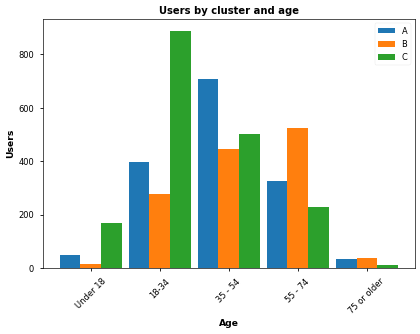 Users by cluster and age
A
B
C
Users
800
600
400
200
0
Under 18
18-34
35 - 54
55 - 74
75 or older
Age